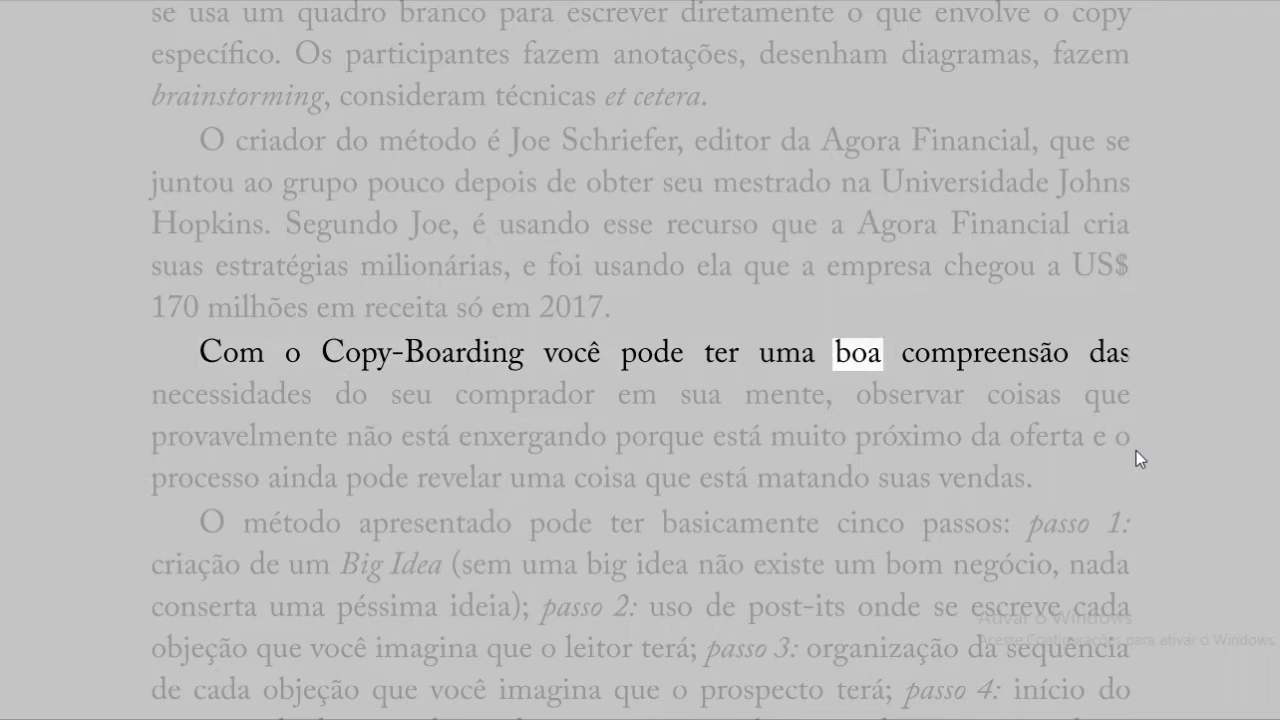 se usa um quadro branco para escrever diretamente o que envolve o copy
específico. Os participantes fazem anotações, desenham diagramas, fazem
brainstorming, consideram técnicas et cetera.
O criador do método é Joe Schriefer, editor da Agora Financial, que se
juntou ao grupo pouco depois de obter seu mestrado na Universidade Johns
Hopkins. Segundo Joe, é usando esse recurso que a Agora Financial cria
suas estratégias milionárias, e foi usando ela que a empresa chegou a US$
170 milhões em receita só em 2017.
Com o Copy-Boarding você pode ter uma boa compreensão das
necessidades do seu comprador em sua mente, observar coisas que
provavelmente não está enxergando porque está muito próximo da oferta e o
processo ainda pode revelar uma coisa que está matando suas vendas.
O método apresentado pode ter basicamente cinco passos: passo 1:
criação de um Big Idea (sem uma big idea não existe um bom negócio, nada
conserta uma péssima ideia); passo 2: uso de post-its onde se escreve cada
Ativar o Windows
Acesse Configurações para ativar o Windows.
objeção que você imagina que o leitor terá; passo 3: organização da sequência
de cada objeção que você imagina que o prospecto terá; passo 4: início do